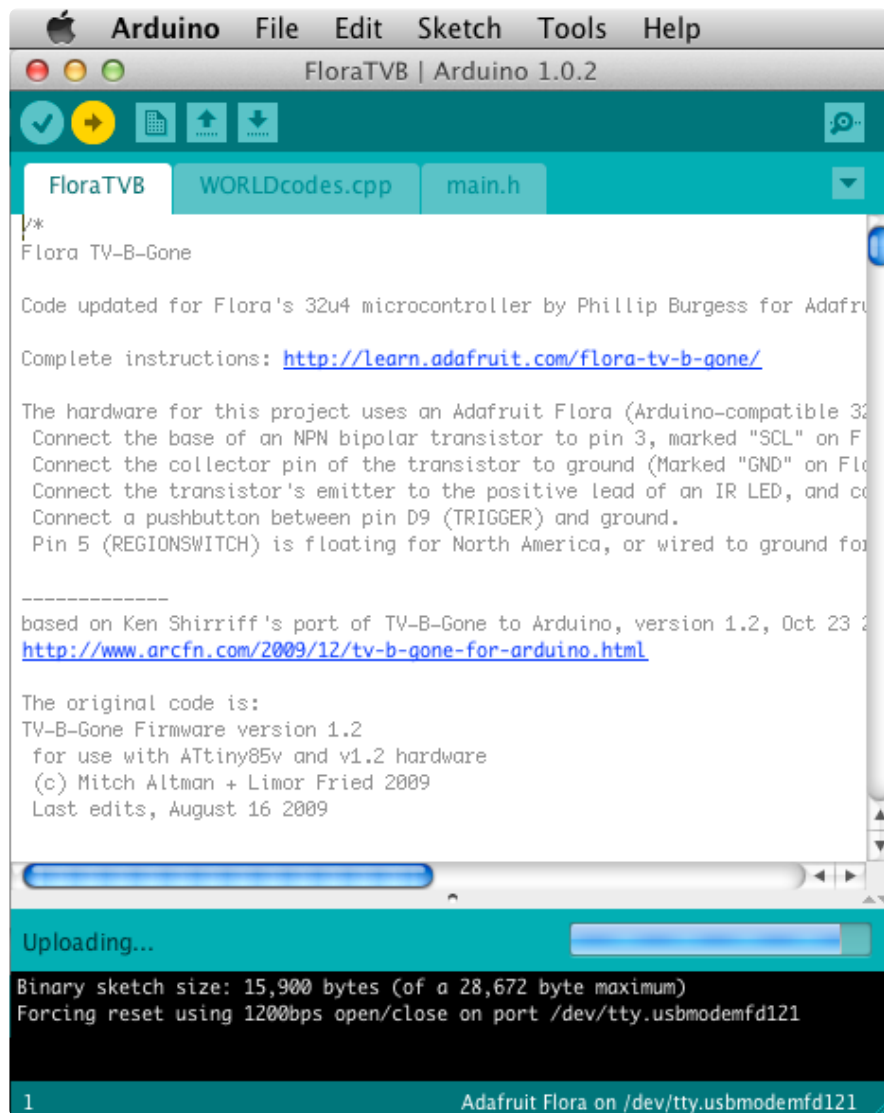 Arduino File Edit Sketch Tools Help
FloraTVB | Arduino 1.0.2
FloraTVB WORLDcodes.cpp main.h
/*
Flora TV-B-Gone
Code updated for Flora's 32u4 microcontroller by Phillip Burgess for Adafru
Complete instructions: http://learn.adafruit.com/flora-tv-b-gone/
The hardware for this project uses an Adafruit Flora (Arduino-compatible 32
Connect the base of an NPN bipolar transistor to pin 3, marked "SCL" on F
Connect the collector pin of the transistor to ground (Marked "GND" on Flo
Connect the transistor's emitter to the positive lead of an IR LED, and co
Connect a pushbutton between pin D9 (TRIGGER) and ground.
Pin 5 (REGIONSWITCH) is floating for North America, or wired to ground for
-------------
based on Ken Shirriff's port of TV-B-Gone to Arduino, version 1.2, Oct 23 2
http://www.arcfn.com/2009/12/tv-b-gone-for-arduino.html
The original code is:
TV-B-Gone Firmware version 1.2
for use with ATtiny85v and v1.2 hardware
(c) Mitch Altman + Limor Fried 2009
Last edits, August 16 2009
Uploading...
Binary sketch size: 15,900 bytes (of a 28,672 byte maximum)
Forcing reset using 1200bps open/close on port /dev/tty.usbmodemfd121
1 Adafruit Flora on /dev/tty.usbmodemfd121